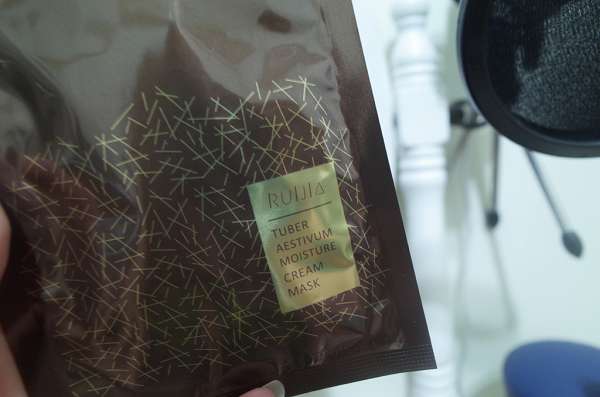 RUIJIA
TUBER
AESTIVUM
MOISTURE
CREAM
MASK